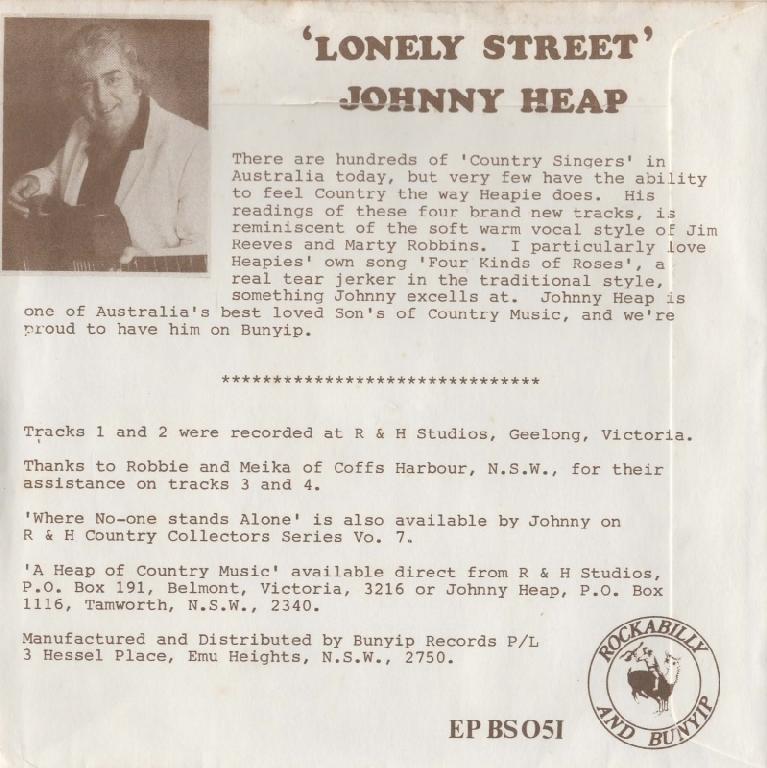 'LONELY STREET'
JOHNNY HEAP
There are hundreds of 'Country Singers' in
Australia today, but very few have the ability
to feel Country the way Heapie does. His
readings of these four brand new tracks, is
reminiscent of the soft warm vocal style of Jim
Reeves and Marty Robbins. I particularly love
Heapies' own song 'Four Kinds of Roses', a
real tear jerker in the traditional style,
something Johnny excells at. Johnny Heap is
one of Australia's best loved Son's of Country Music, and we're
proud to have him on Bunyip.
*******************************
Tracks 1 and 2 were recorded at R & H Studios, Geelong, Victoria.
Thanks to Robbie and Meika of Coffs Harbour, N.S.W., for their
assistance on tracks 3 and 4.
'Where No-one stands Alone' is also available by Johnny on
R & H Country Collectors Series Vo. 7.
'A Heap of Country Music' available direct from R & H Studios,
P.O. Box 191, Belmont, Victoria, 3216 or Johnny Heap, P.O. Box
1116, Tamworth, N.S.W., 2340.
Manufactured and Distributed by Bunyip Records P/L
3 Hessel Place, Emu Heights, N.S.W., 2750.
ROCKABILLY
AND BUNYIP
EP BS 051